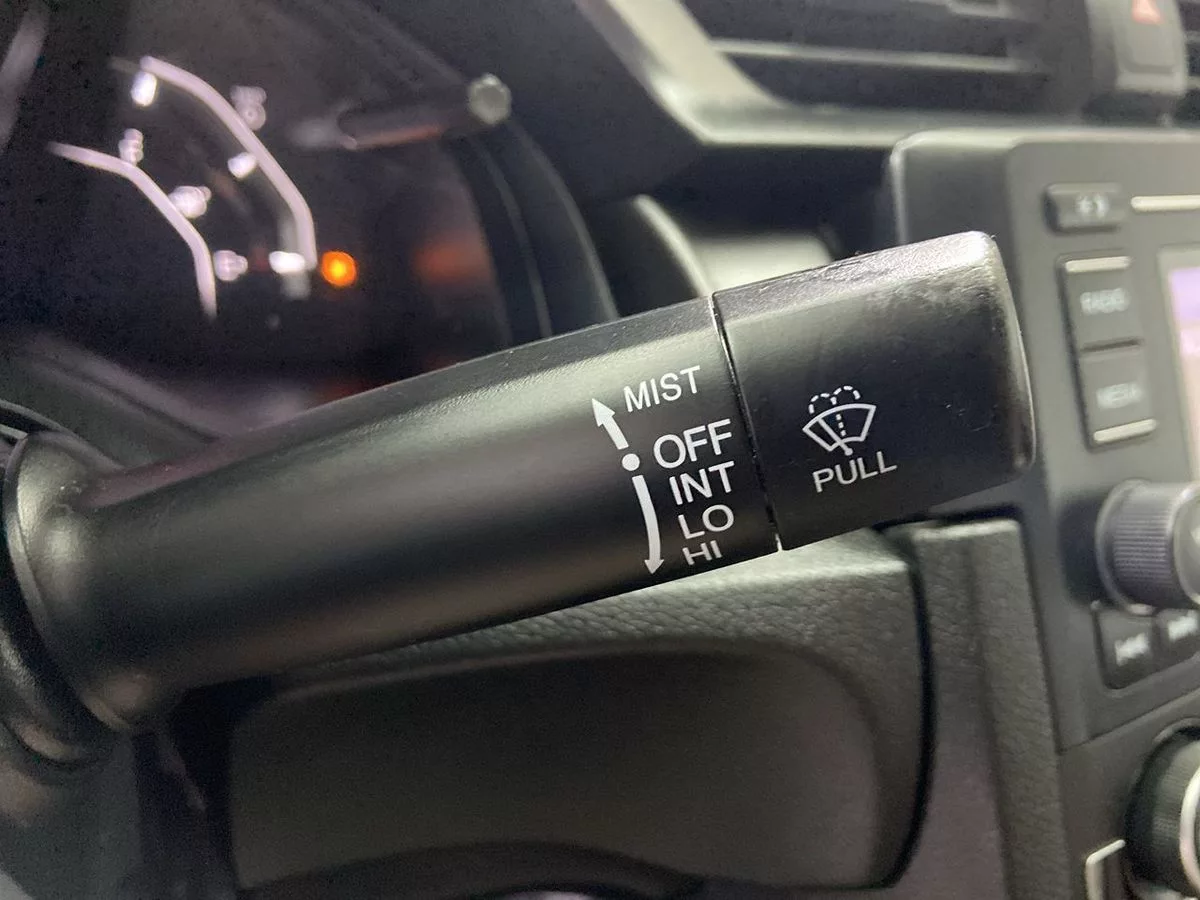 MIST
OFF
INT
LO
HI
PULL
RADIO
MEDIA